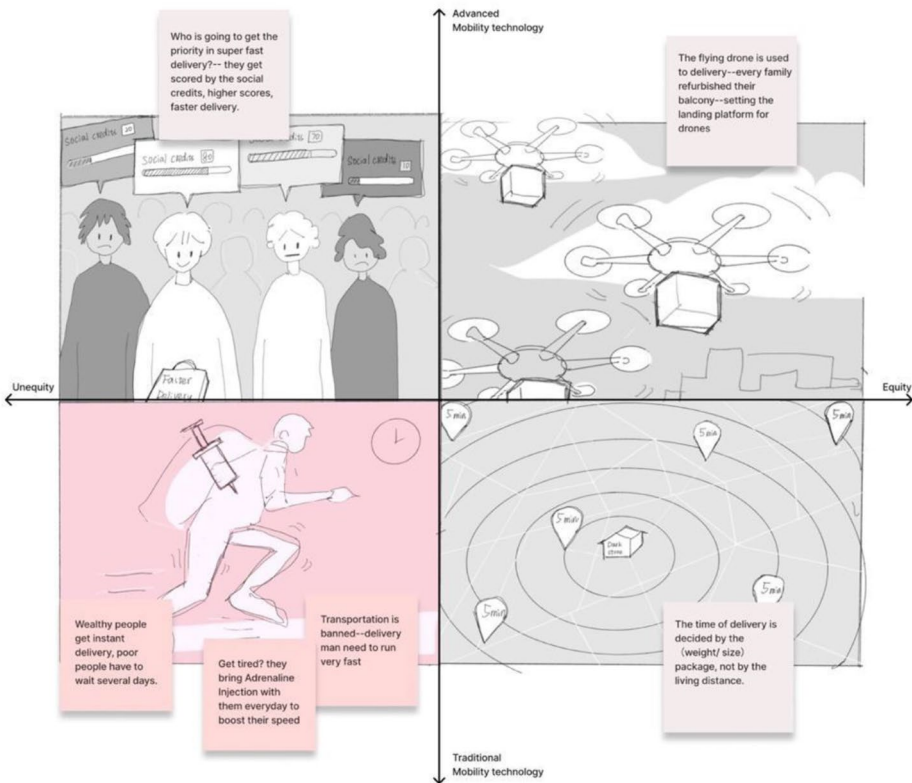 Advanced
Mobility technology
Who is going to get the
priority in super fast
delivery?-- they get
scored by the social
credits, higher scores,
faster delivery.
The flying drone is used
to delivery--every family
refurbished their
balcony--setting the
landing platform for
drones
Social credits 20
Social credits 80
Social credits 70
Social credits 10
Faster
Delivery
Unequity
Equity
5min
5min
5min
5min
Dark
store
5min
5min
Wealthy people
get instant
delivery, poor
people have to
wait several days.
Get tired? they
bring Adrenaline
Injection with
them everyday to
boost their speed
Transportation is
banned--delivery
man need to run
very fast
The time of delivery is
decided by the
(weight/ size)
package, not by the
living distance.
Traditional
Mobility technology